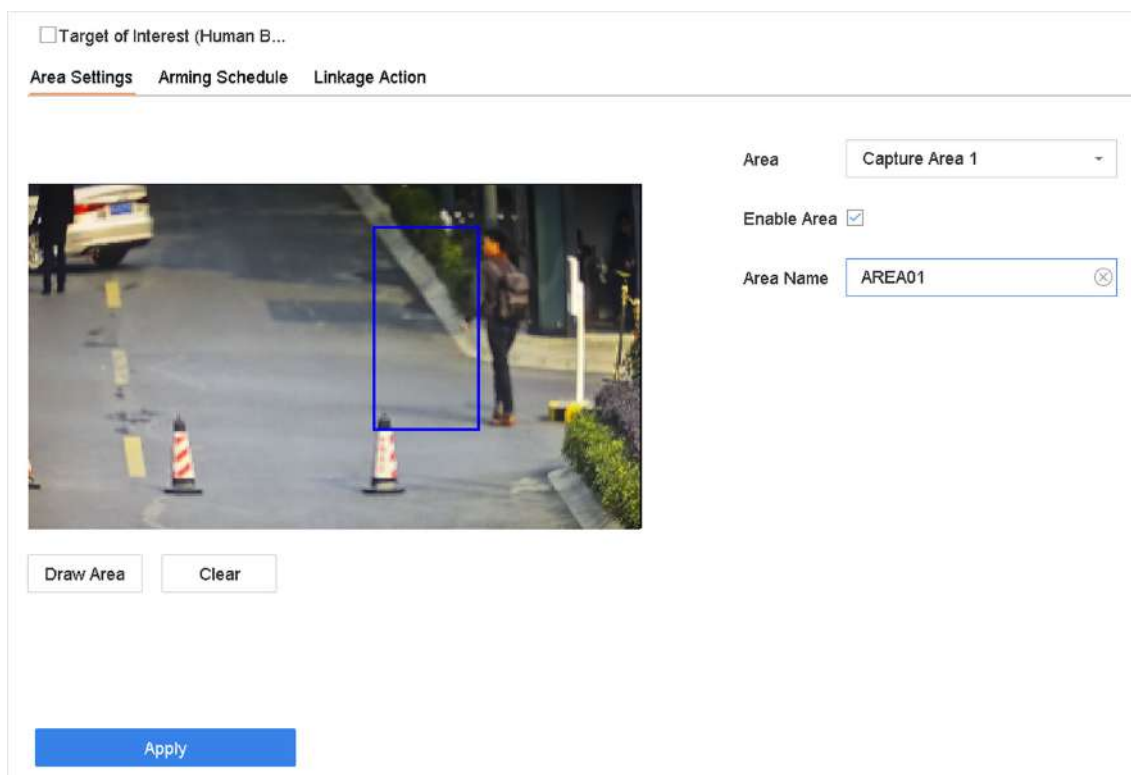 Target of Interest (Human B...
Area Settings Arming Schedule Linkage Action
Area Capture Area 1
Enable Area
Area Name AREA01
Draw Area Clear
Apply